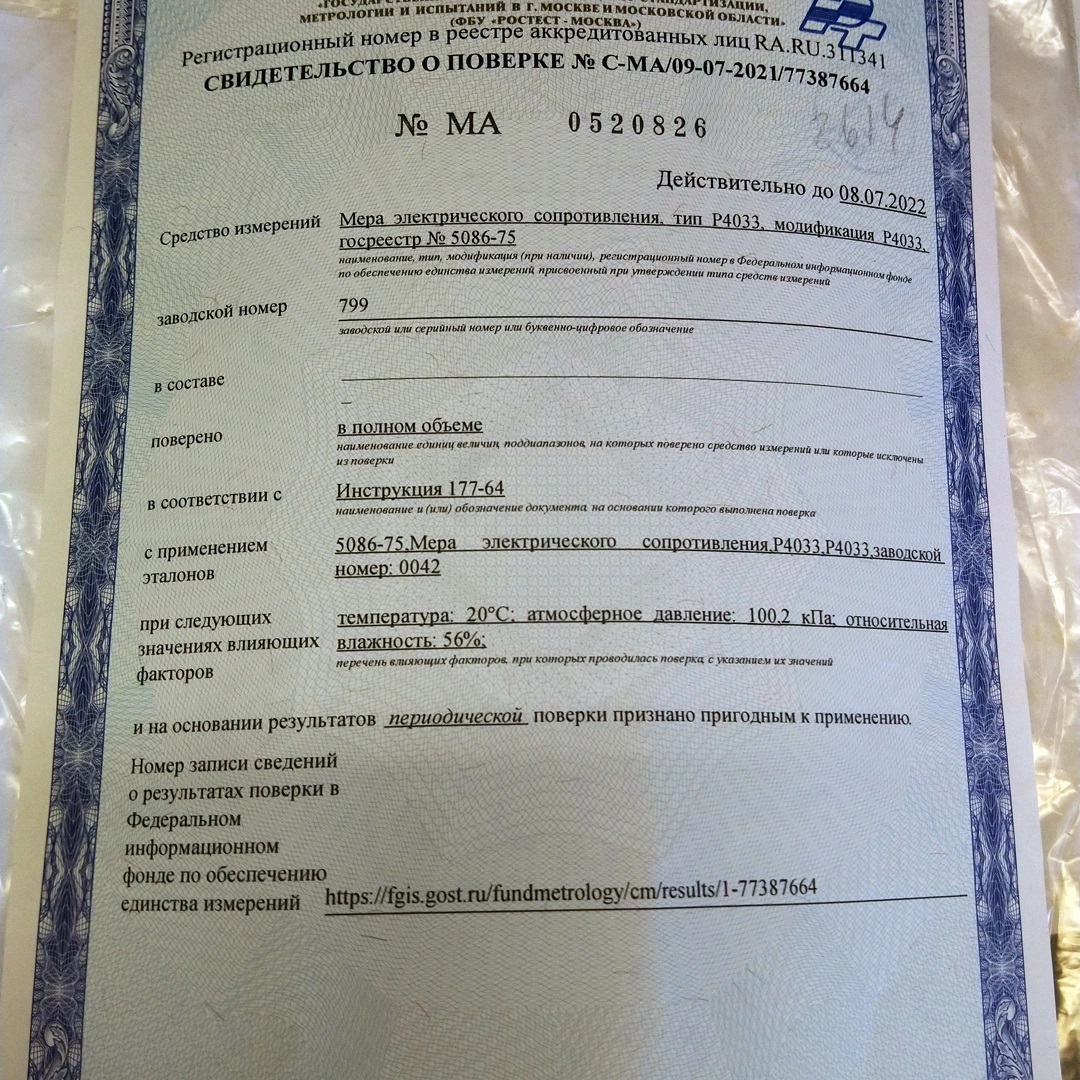 «ГОСУДАРСТВЕННЫЙ СТАНДАРТИЗАЦИИ,
МЕТРОЛОГИИ И ИСПЫТАНИЙ В Г. МОСКВЕ И МОСКОВСКОЙ ОБЛАСТИ»
(ФБУ «РОСТЕСТ - МОСКВА»)
Регистрационный номер в реестре аккредитованных лиц RA.RU.311341
СВИДЕТЕЛЬСТВО О ПОВЕРКЕ № С-МА/09-07-2021/77387664
№ МА 0520826
Действительно до 08.07.2022
Средство измерений
Мера электрического сопротивления, тип Р4033, модификация Р4033,
госреестр № 5086-75
наименование, тип, модификация (при наличии), регистрационный номер в Федеральном информационном фонде
по обеспечению единства измерений, присвоенный при утверждении типа средств измерений
заводской номер
799
заводской или серийный номер или буквенно-цифровое обозначение
в составе
–
поверено
в полном объеме
наименование единиц величин, поддиапазонов, на которых поверено средство измерений или которые исключены
из поверки
в соответствии с
Инструкция 177-64
наименование и (или) обозначение документа, на основании которого выполнена поверка
с применением
эталонов
5086-75,Мера электрического сопротивления,Р4033,Р4033,заводской
номер: 0042
при следующих
значениях влияющих
факторов
температура: 20°С; атмосферное давление: 100,2 кПа; относительная
влажность: 56%;
перечень влияющих факторов, при которых проводилась поверка, с указанием их значений
и на основании результатов периодической поверки признано пригодным к применению.
Номер записи сведений
о результатах поверки в
Федеральном
информационном
фонде по обеспечению
единства измерений
https://fgis.gost.ru/fundmetrology/cm/results/1-77387664